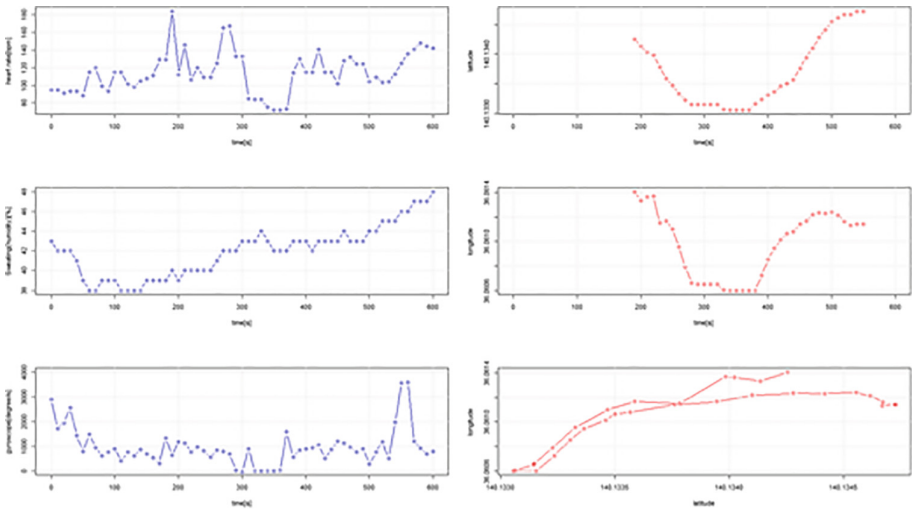 heart rate[bpm]
180
160
140
120
100
80
0 100 200 300 400 500 600
time[s]
latitude
140.1340
140.1330
0 100 200 300 400 500 600
time[s]
Sweating(humidity)[%]
48
46
44
42
40
38
0 100 200 300 400 500 600
time[s]
longitude
36.0614
36.0610
36.0606
0 100 200 300 400 500 600
time[s]
gyroscope[degree/s]
4000
3000
2000
1000
0
0 100 200 300 400 500 600
time[s]
longitude
36.0614
36.0610
36.0606
140.1330 140.1335 140.1340 140.1345
latitude